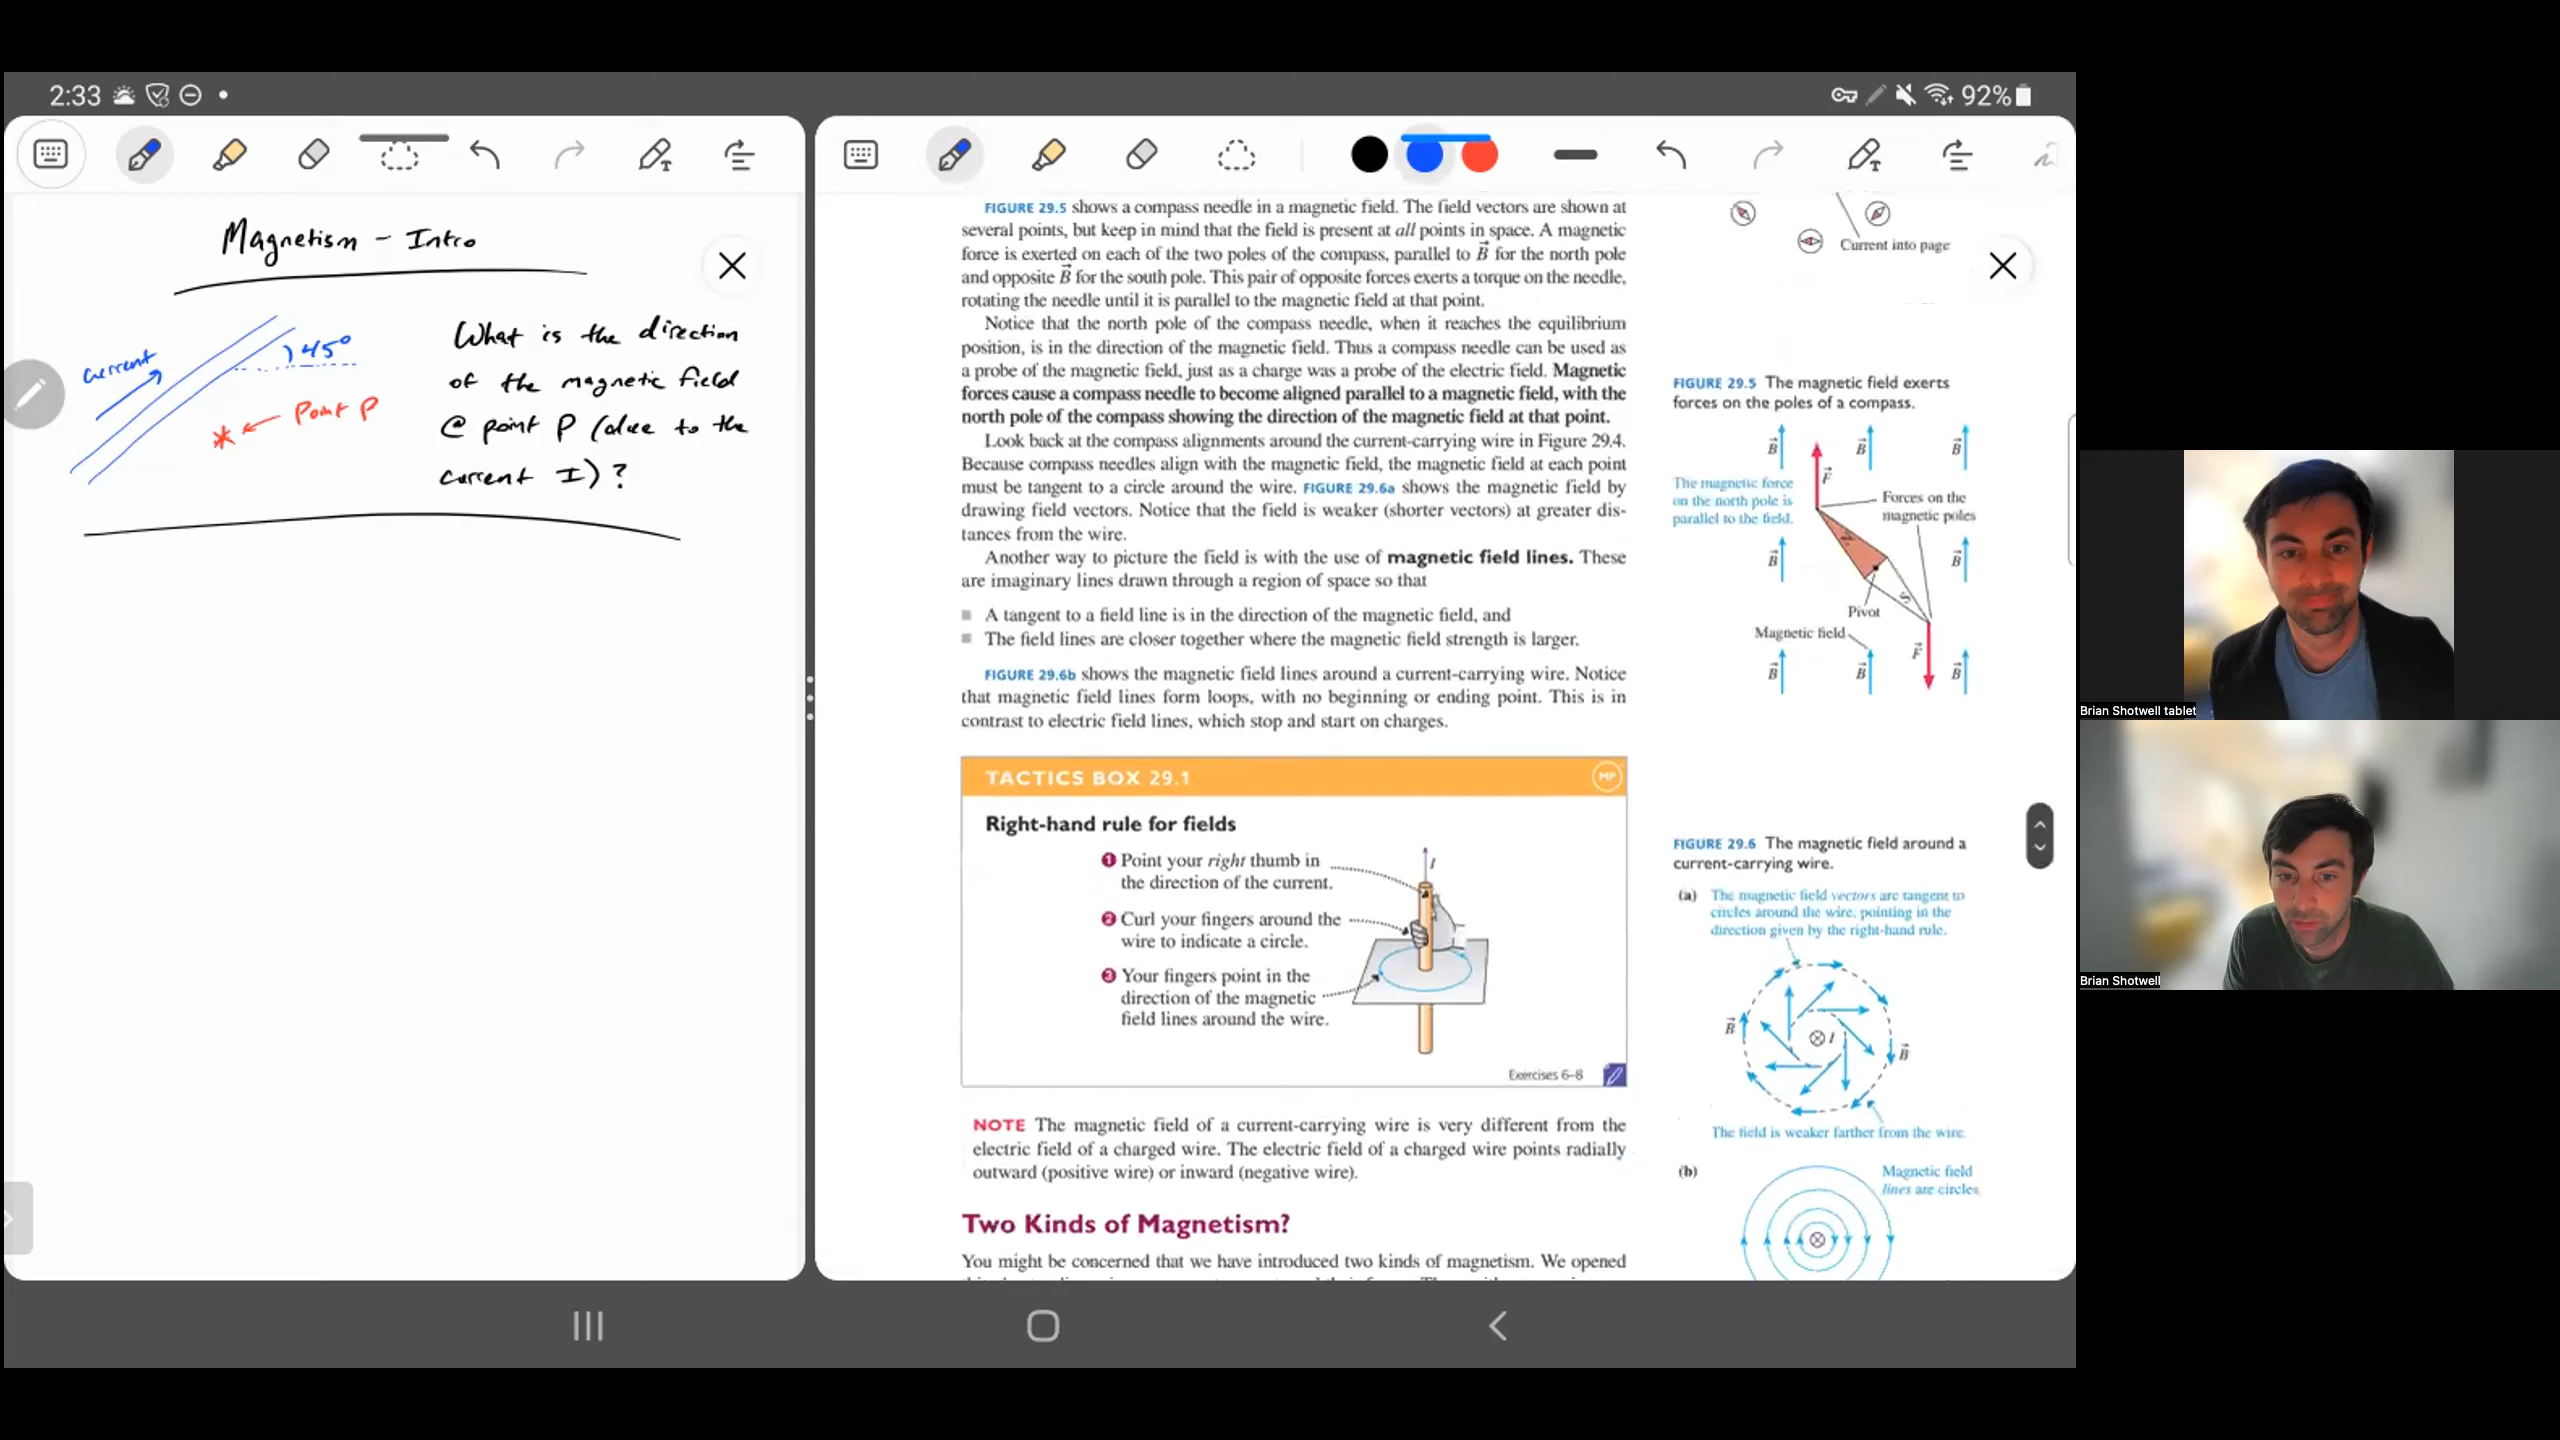 2:33
92%
Magnetism - Intro
current
45°
Point P
What is the direction
of the magnetic field
@ point P (due to the
current I)?
FIGURE 29.5 shows a compass needle in a magnetic field. The field vectors are shown at
several points, but keep in mind that the field is present at all points in space. A magnetic
force is exerted on each of the two poles of the compass, parallel to B⃗ for the north pole
and opposite B⃗ for the south pole. This pair of opposite forces exerts a torque on the needle,
rotating the needle until it is parallel to the magnetic field at that point.
Notice that the north pole of the compass needle, when it reaches the equilibrium
position, is in the direction of the magnetic field. Thus a compass needle can be used as
a probe of the magnetic field, just as a charge was a probe of the electric field. Magnetic
forces cause a compass needle to become aligned parallel to a magnetic field, with the
north pole of the compass showing the direction of the magnetic field at that point.
Look back at the compass alignments around the current-carrying wire in Figure 29.4.
Because compass needles align with the magnetic field, the magnetic field at each point
must be tangent to a circle around the wire. FIGURE 29.6a shows the magnetic field by
drawing field vectors. Notice that the field is weaker (shorter vectors) at greater dis-
tances from the wire.
Another way to picture the field is with the use of magnetic field lines. These
are imaginary lines drawn through a region of space so that
■ A tangent to a field line is in the direction of the magnetic field, and
■ The field lines are closer together where the magnetic field strength is larger.
FIGURE 29.6b shows the magnetic field lines around a current-carrying wire. Notice
that magnetic field lines form loops, with no beginning or ending point. This is in
contrast to electric field lines, which stop and start on charges.
TACTICS BOX 29.1
MP
Right-hand rule for fields
1 Point your right thumb in
the direction of the current.
2 Curl your fingers around the
wire to indicate a circle.
3 Your fingers point in the
direction of the magnetic
field lines around the wire.
I
Exercises 6–8
NOTE The magnetic field of a current-carrying wire is very different from the
electric field of a charged wire. The electric field of a charged wire points radially
outward (positive wire) or inward (negative wire).
Two Kinds of Magnetism?
You might be concerned that we have introduced two kinds of magnetism. We opened
Current into page
FIGURE 29.5 The magnetic field exerts
forces on the poles of a compass.
B⃗ B⃗ B⃗
F⃗
The magnetic force
on the north pole is
parallel to the field.
Forces on the
magnetic poles
N
B⃗ B⃗
S
Pivot
Magnetic field
F⃗
B⃗ B⃗ B⃗
FIGURE 29.6 The magnetic field around a
current-carrying wire.
(a) The magnetic field vectors are tangent to
circles around the wire, pointing in the
direction given by the right-hand rule.
B⃗
I
B⃗
The field is weaker farther from the wire.
(b) Magnetic field
lines are circles.
Brian Shotwell tablet
Brian Shotwell